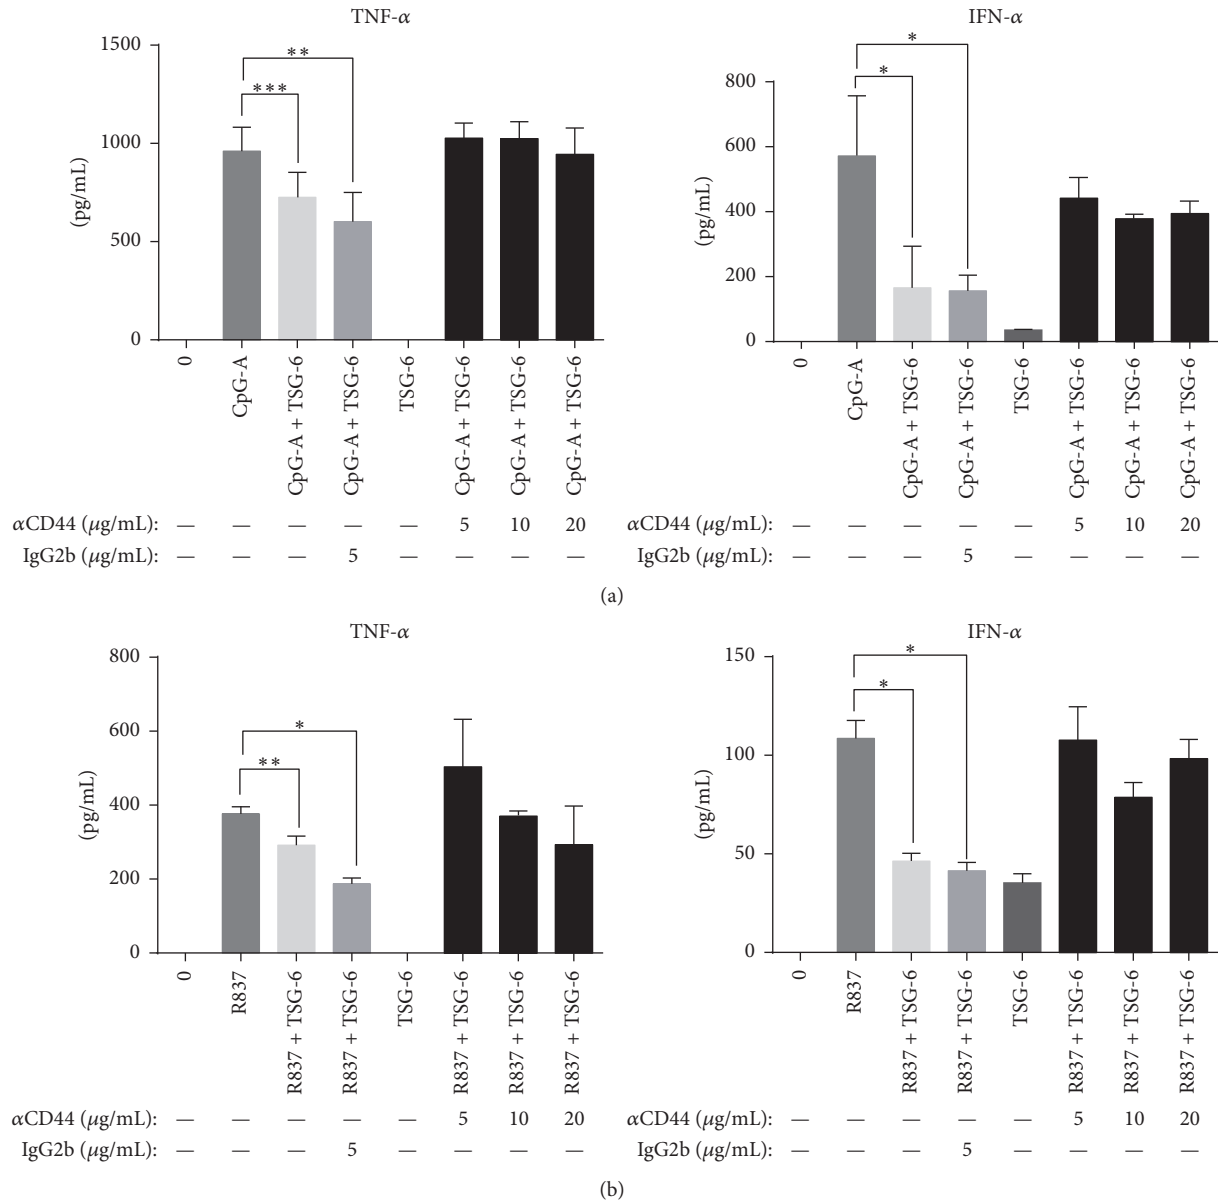 TNF-α
1500
1000
500
0
(pg/mL)
**
***
0
CpG-A
CpG-A + TSG-6
CpG-A + TSG-6
TSG-6
CpG-A + TSG-6
CpG-A + TSG-6
CpG-A + TSG-6
αCD44 (μg/mL): — — — — — 5 10 20
IgG2b (μg/mL): — — — 5 — — — —
IFN-α
800
600
400
200
0
(pg/mL)
*
*
0
CpG-A
CpG-A + TSG-6
CpG-A + TSG-6
TSG-6
CpG-A + TSG-6
CpG-A + TSG-6
CpG-A + TSG-6
αCD44 (μg/mL): — — — — — 5 10 20
IgG2b (μg/mL): — — — 5 — — — —
(a)
TNF-α
800
600
400
200
0
(pg/mL)
*
**
0
R837
R837 + TSG-6
R837 + TSG-6
TSG-6
R837 + TSG-6
R837 + TSG-6
R837 + TSG-6
αCD44 (μg/mL): — — — — — 5 10 20
IgG2b (μg/mL): — — — 5 — — — —
IFN-α
150
100
50
0
(pg/mL)
*
*
0
R837
R837 + TSG-6
R837 + TSG-6
TSG-6
R837 + TSG-6
R837 + TSG-6
R837 + TSG-6
αCD44 (μg/mL): — — — — — 5 10 20
IgG2b (μg/mL): — — — 5 — — — —
(b)